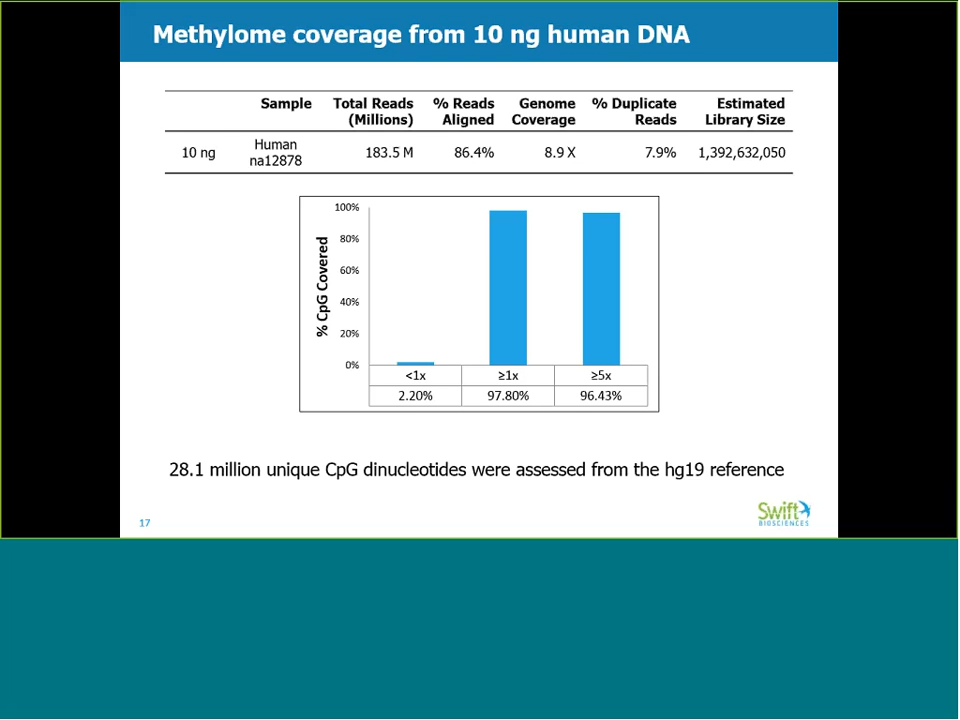 Methylome coverage from 10 ng human DNA
Sample Total Reads (Millions) % Reads Aligned Genome Coverage % Duplicate Reads Estimated Library Size
10 ng Human na12878 183.5 M 86.4% 8.9 X 7.9% 1,392,632,050
% CpG Covered
100%
80%
60%
40%
20%
0%
<1x ≥1x ≥5x
2.20% 97.80% 96.43%
28.1 million unique CpG dinucleotides were assessed from the hg19 reference
17
Swift
BIOSCIENCES